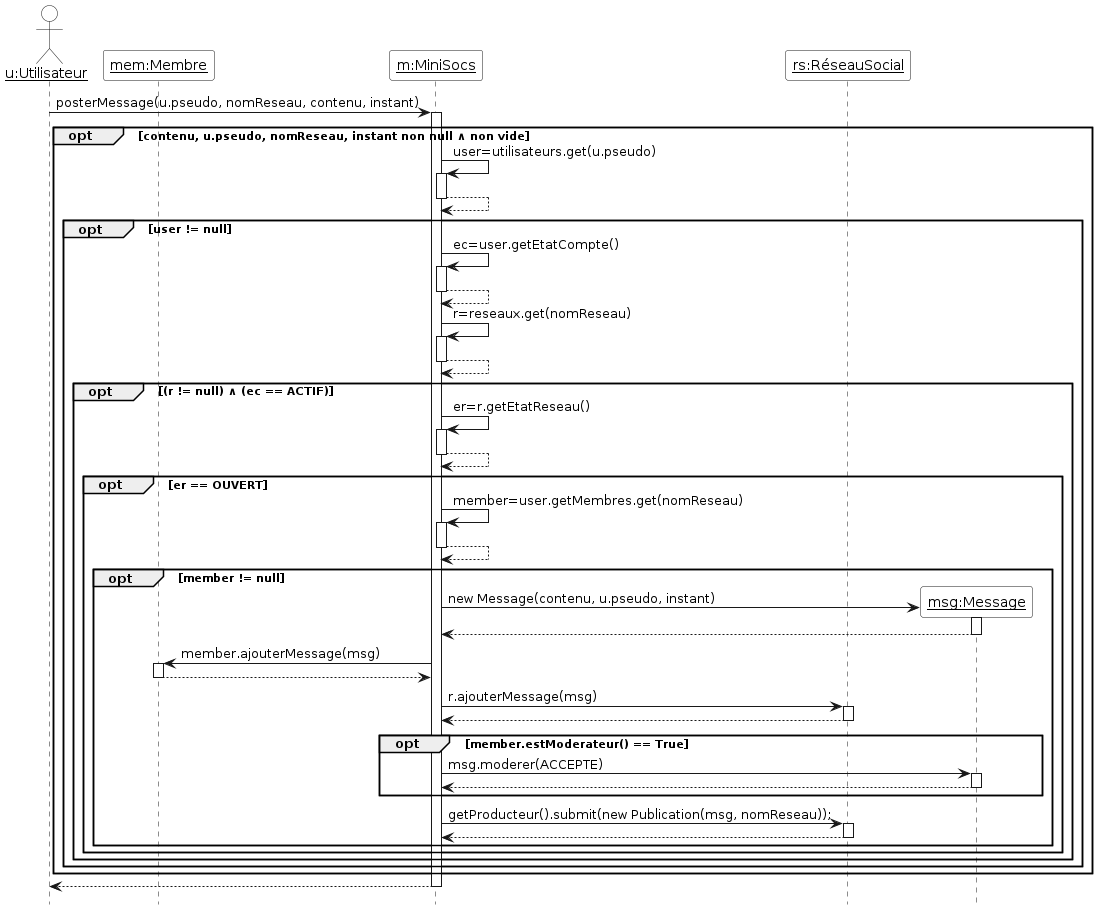 u:Utilisateur
mem:Membre
m:MiniSocs
rs:RéseauSocial
posterMessage(u.pseudo, nomReseau, contenu, instant)
opt [contenu, u.pseudo, nomReseau, instant non null ∧ non vide]
user=utilisateurs.get(u.pseudo)
opt [user != null]
ec=user.getEtatCompte()
r=reseaux.get(nomReseau)
opt [(r != null) ∧ (ec == ACTIF)]
er=r.getEtatReseau()
opt [er == OUVERT]
member=user.getMembres.get(nomReseau)
opt [member != null]
new Message(contenu, u.pseudo, instant)
msg:Message
member.ajouterMessage(msg)
r.ajouterMessage(msg)
opt [member.estModerateur() == True]
msg.moderer(ACCEPTE)
getProducteur().submit(new Publication(msg, nomReseau));